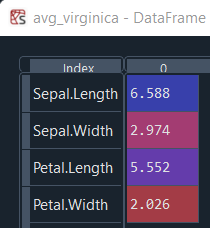 avg_virginica - DataFrame
Index 0
Sepal.Length 6.588
Sepal.Width 2.974
Petal.Length 5.552
Petal.Width 2.026